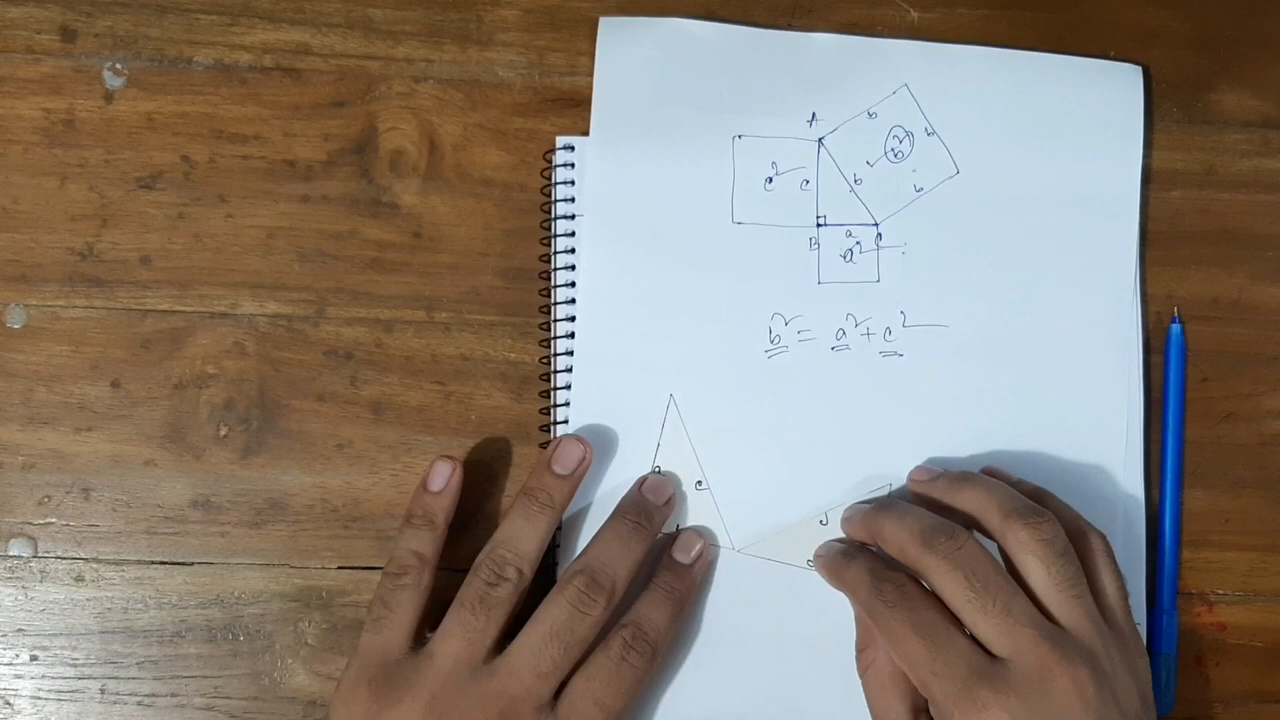 A
b
b
b²
c² c b
b
B a C
a²
b² = a² + c²
a
c
c
a